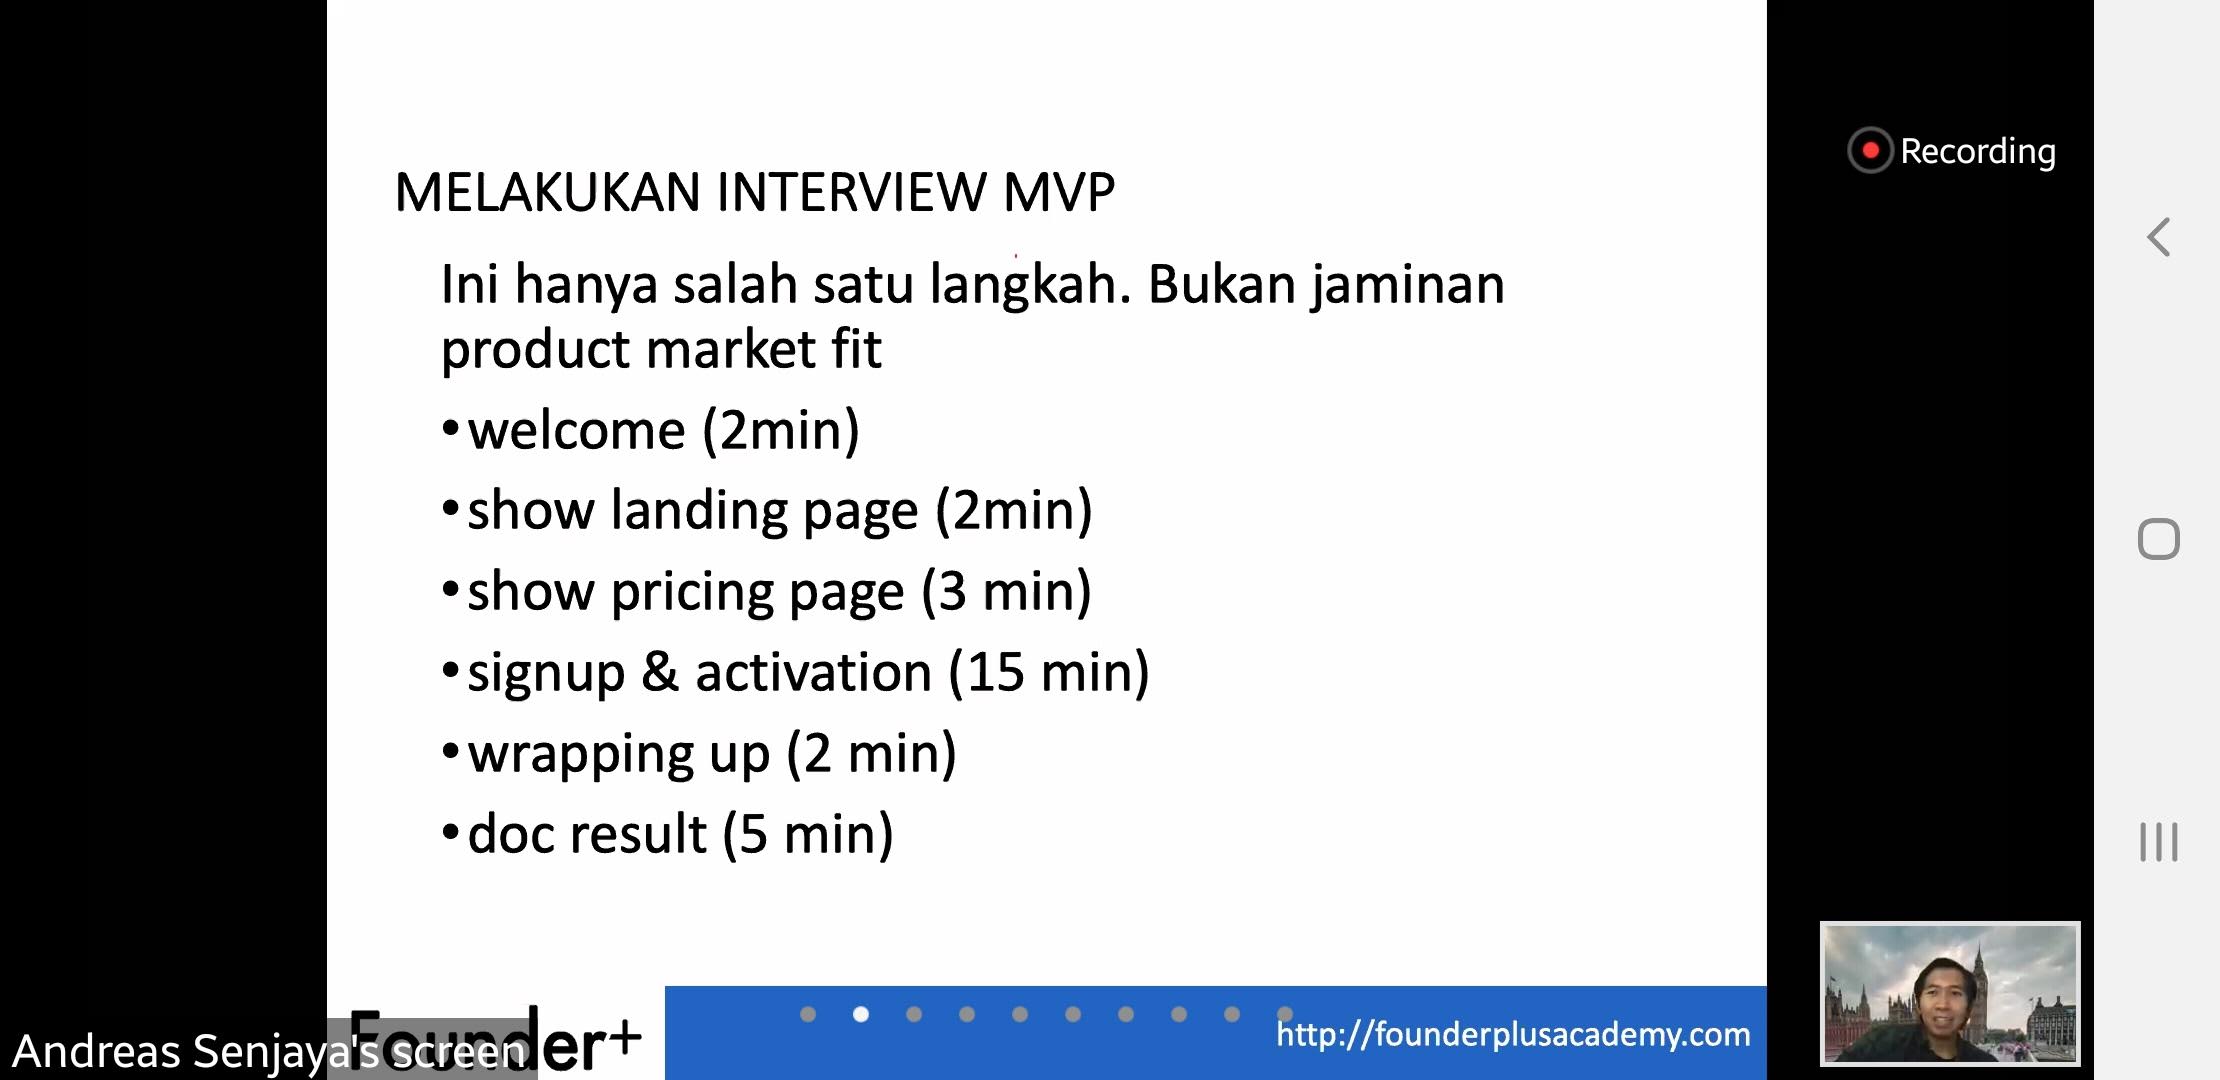 Recording
MELAKUKAN INTERVIEW MVP
Ini hanya salah satu langkah. Bukan jaminan
product market fit
•welcome (2min)
•show landing page (2min)
•show pricing page (3 min)
•signup & activation (15 min)
•wrapping up (2 min)
•doc result (5 min)
Founder+
http://founderplusacademy.com
Andreas Senjaya's screen